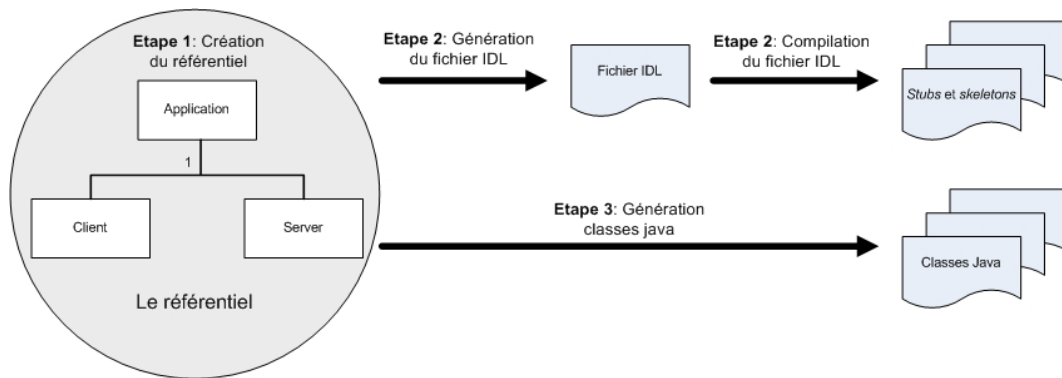 Etape 1: Création
du référentiel
Application
1
Client
Server
Le référentiel
Etape 2: Génération
du fichier IDL
Fichier IDL
Etape 2: Compilation
du fichier IDL
Stubs et skeletons
Etape 3: Génération
classes java
Classes Java